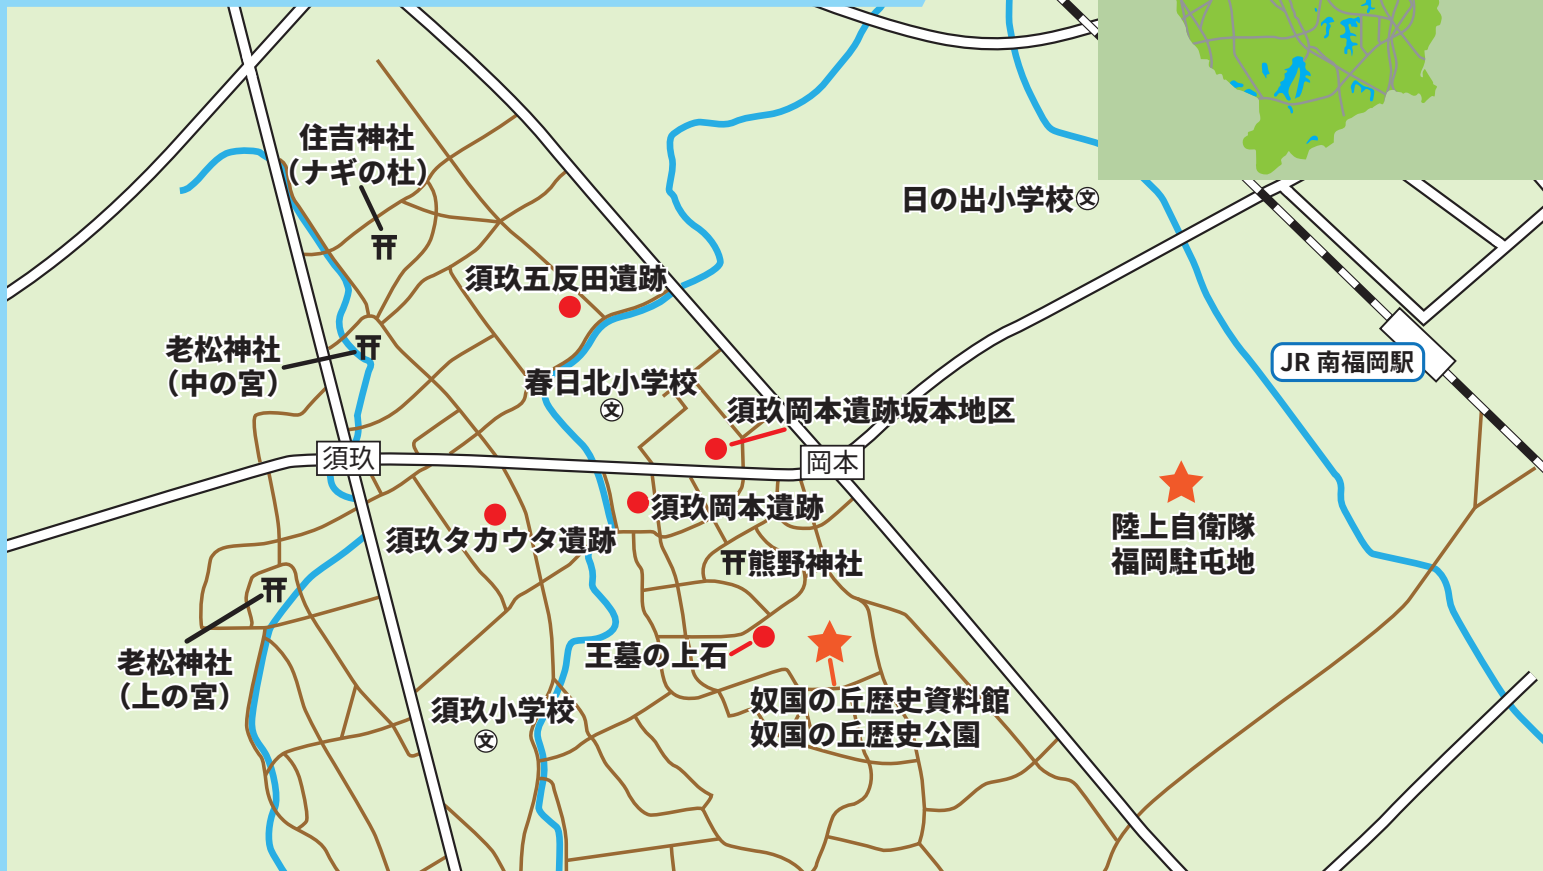 住吉神社
（ナギの杜）
日の出小学校
文
須玖五反田遺跡
老松神社
（中の宮）
JR 南福岡駅
春日北小学校
文
須玖岡本遺跡坂本地区
須玖
岡本
須玖岡本遺跡
須玖タカウタ遺跡
陸上自衛隊
福岡駐屯地
熊野神社
王墓の上石
老松神社
（上の宮）
須玖小学校
文
奴国の丘歴史資料館
奴国の丘歴史公園